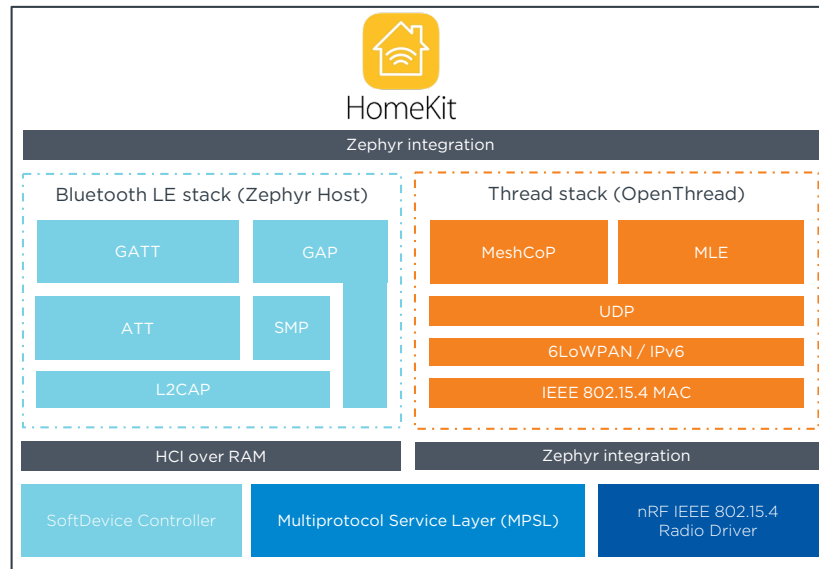 HomeKit
Zephyr integration
Bluetooth LE stack (Zephyr Host)
GATT
GAP
ATT
SMP
L2CAP
Thread stack (OpenThread)
MeshCoP
MLE
UDP
6LoWPAN / IPv6
IEEE 802.15.4 MAC
HCI over RAM
Zephyr integration
SoftDevice Controller
Multiprotocol Service Layer (MPSL)
nRF IEEE 802.15.4
Radio Driver